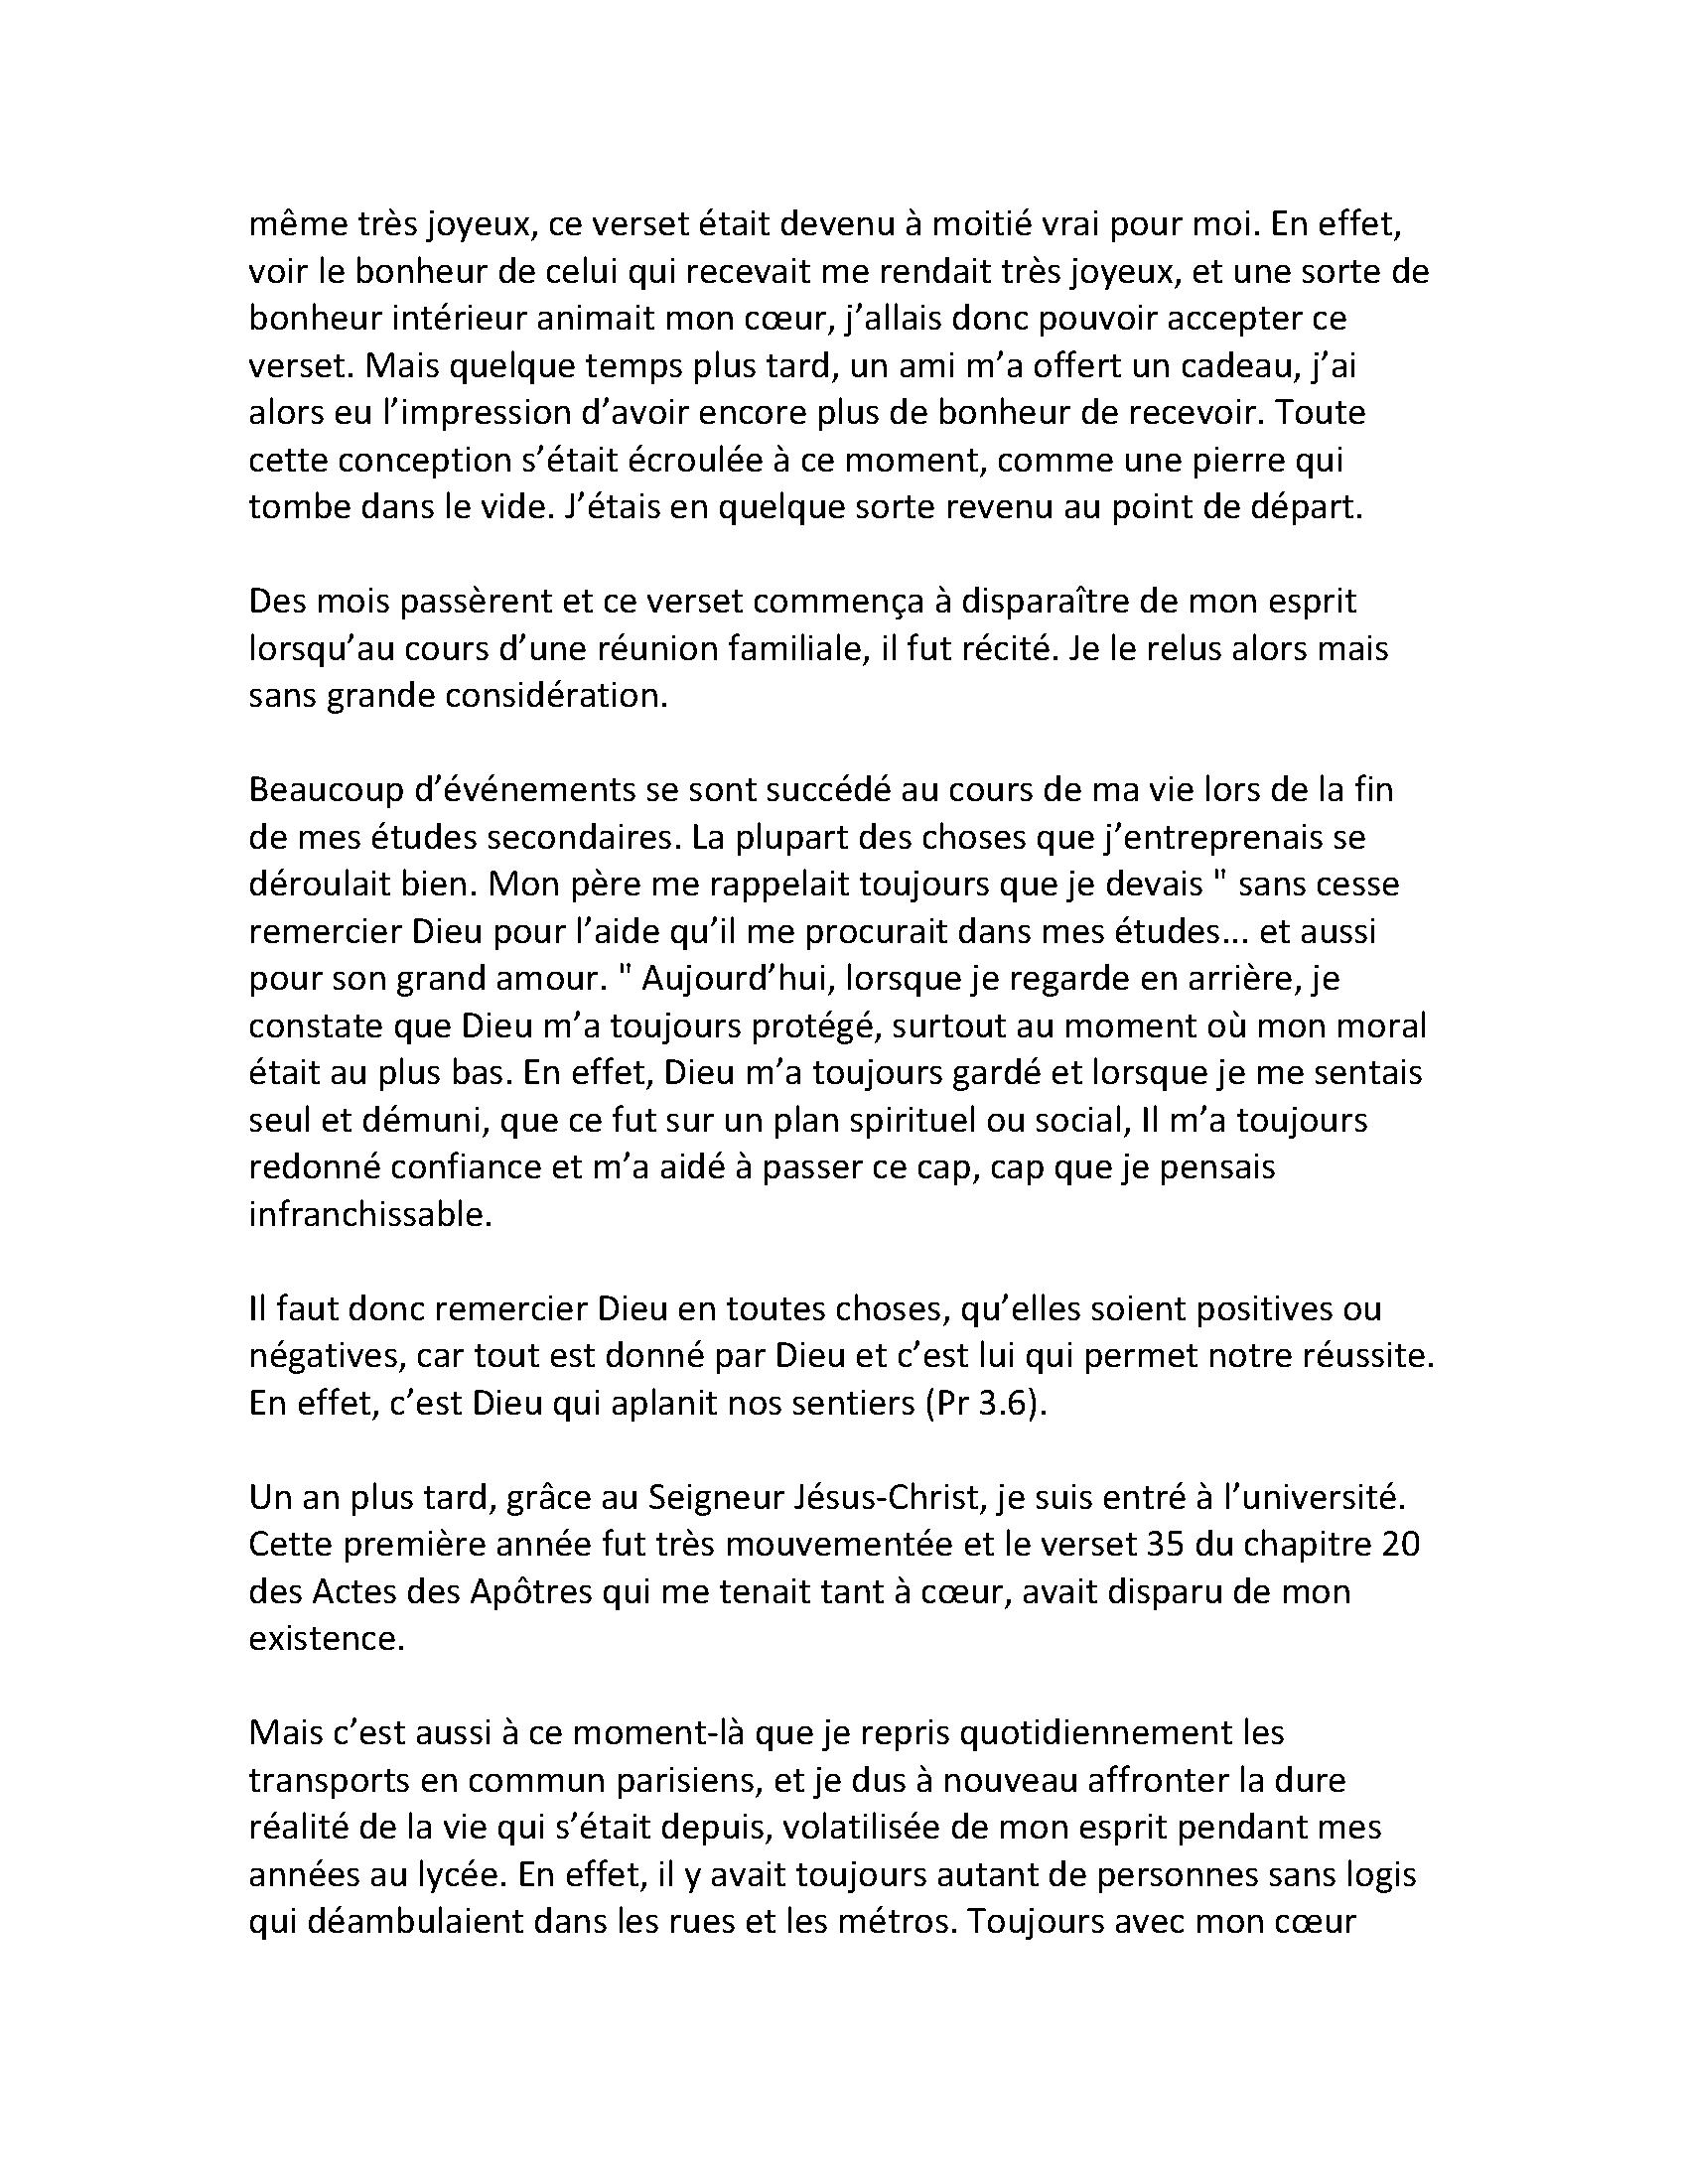 même très joyeux, ce verset était devenu à moitié vrai pour moi. En effet,
voir le bonheur de celui qui recevait me rendait très joyeux, et une sorte de
bonheur intérieur animait mon cœur, j’allais donc pouvoir accepter ce
verset. Mais quelque temps plus tard, un ami m’a offert un cadeau, j’ai
alors eu l’impression d’avoir encore plus de bonheur de recevoir. Toute
cette conception s’était écroulée à ce moment, comme une pierre qui
tombe dans le vide. J’étais en quelque sorte revenu au point de départ.

Des mois passèrent et ce verset commença à disparaître de mon esprit
lorsqu’au cours d’une réunion familiale, il fut récité. Je le relus alors mais
sans grande considération.

Beaucoup d’événements se sont succédé au cours de ma vie lors de la fin
de mes études secondaires. La plupart des choses que j’entreprenais se
déroulait bien. Mon père me rappelait toujours que je devais " sans cesse
remercier Dieu pour l’aide qu’il me procurait dans mes études... et aussi
pour son grand amour. " Aujourd’hui, lorsque je regarde en arrière, je
constate que Dieu m’a toujours protégé, surtout au moment où mon moral
était au plus bas. En effet, Dieu m’a toujours gardé et lorsque je me sentais
seul et démuni, que ce fut sur un plan spirituel ou social, Il m’a toujours
redonné confiance et m’a aidé à passer ce cap, cap que je pensais
infranchissable.

Il faut donc remercier Dieu en toutes choses, qu’elles soient positives ou
négatives, car tout est donné par Dieu et c’est lui qui permet notre réussite.
En effet, c’est Dieu qui aplanit nos sentiers (Pr 3.6).

Un an plus tard, grâce au Seigneur Jésus-Christ, je suis entré à l’université.
Cette première année fut très mouvementée et le verset 35 du chapitre 20
des Actes des Apôtres qui me tenait tant à cœur, avait disparu de mon
existence.

Mais c’est aussi à ce moment-là que je repris quotidiennement les
transports en commun parisiens, et je dus à nouveau affronter la dure
réalité de la vie qui s’était depuis, volatilisée de mon esprit pendant mes
années au lycée. En effet, il y avait toujours autant de personnes sans logis
qui déambulaient dans les rues et les métros. Toujours avec mon cœur